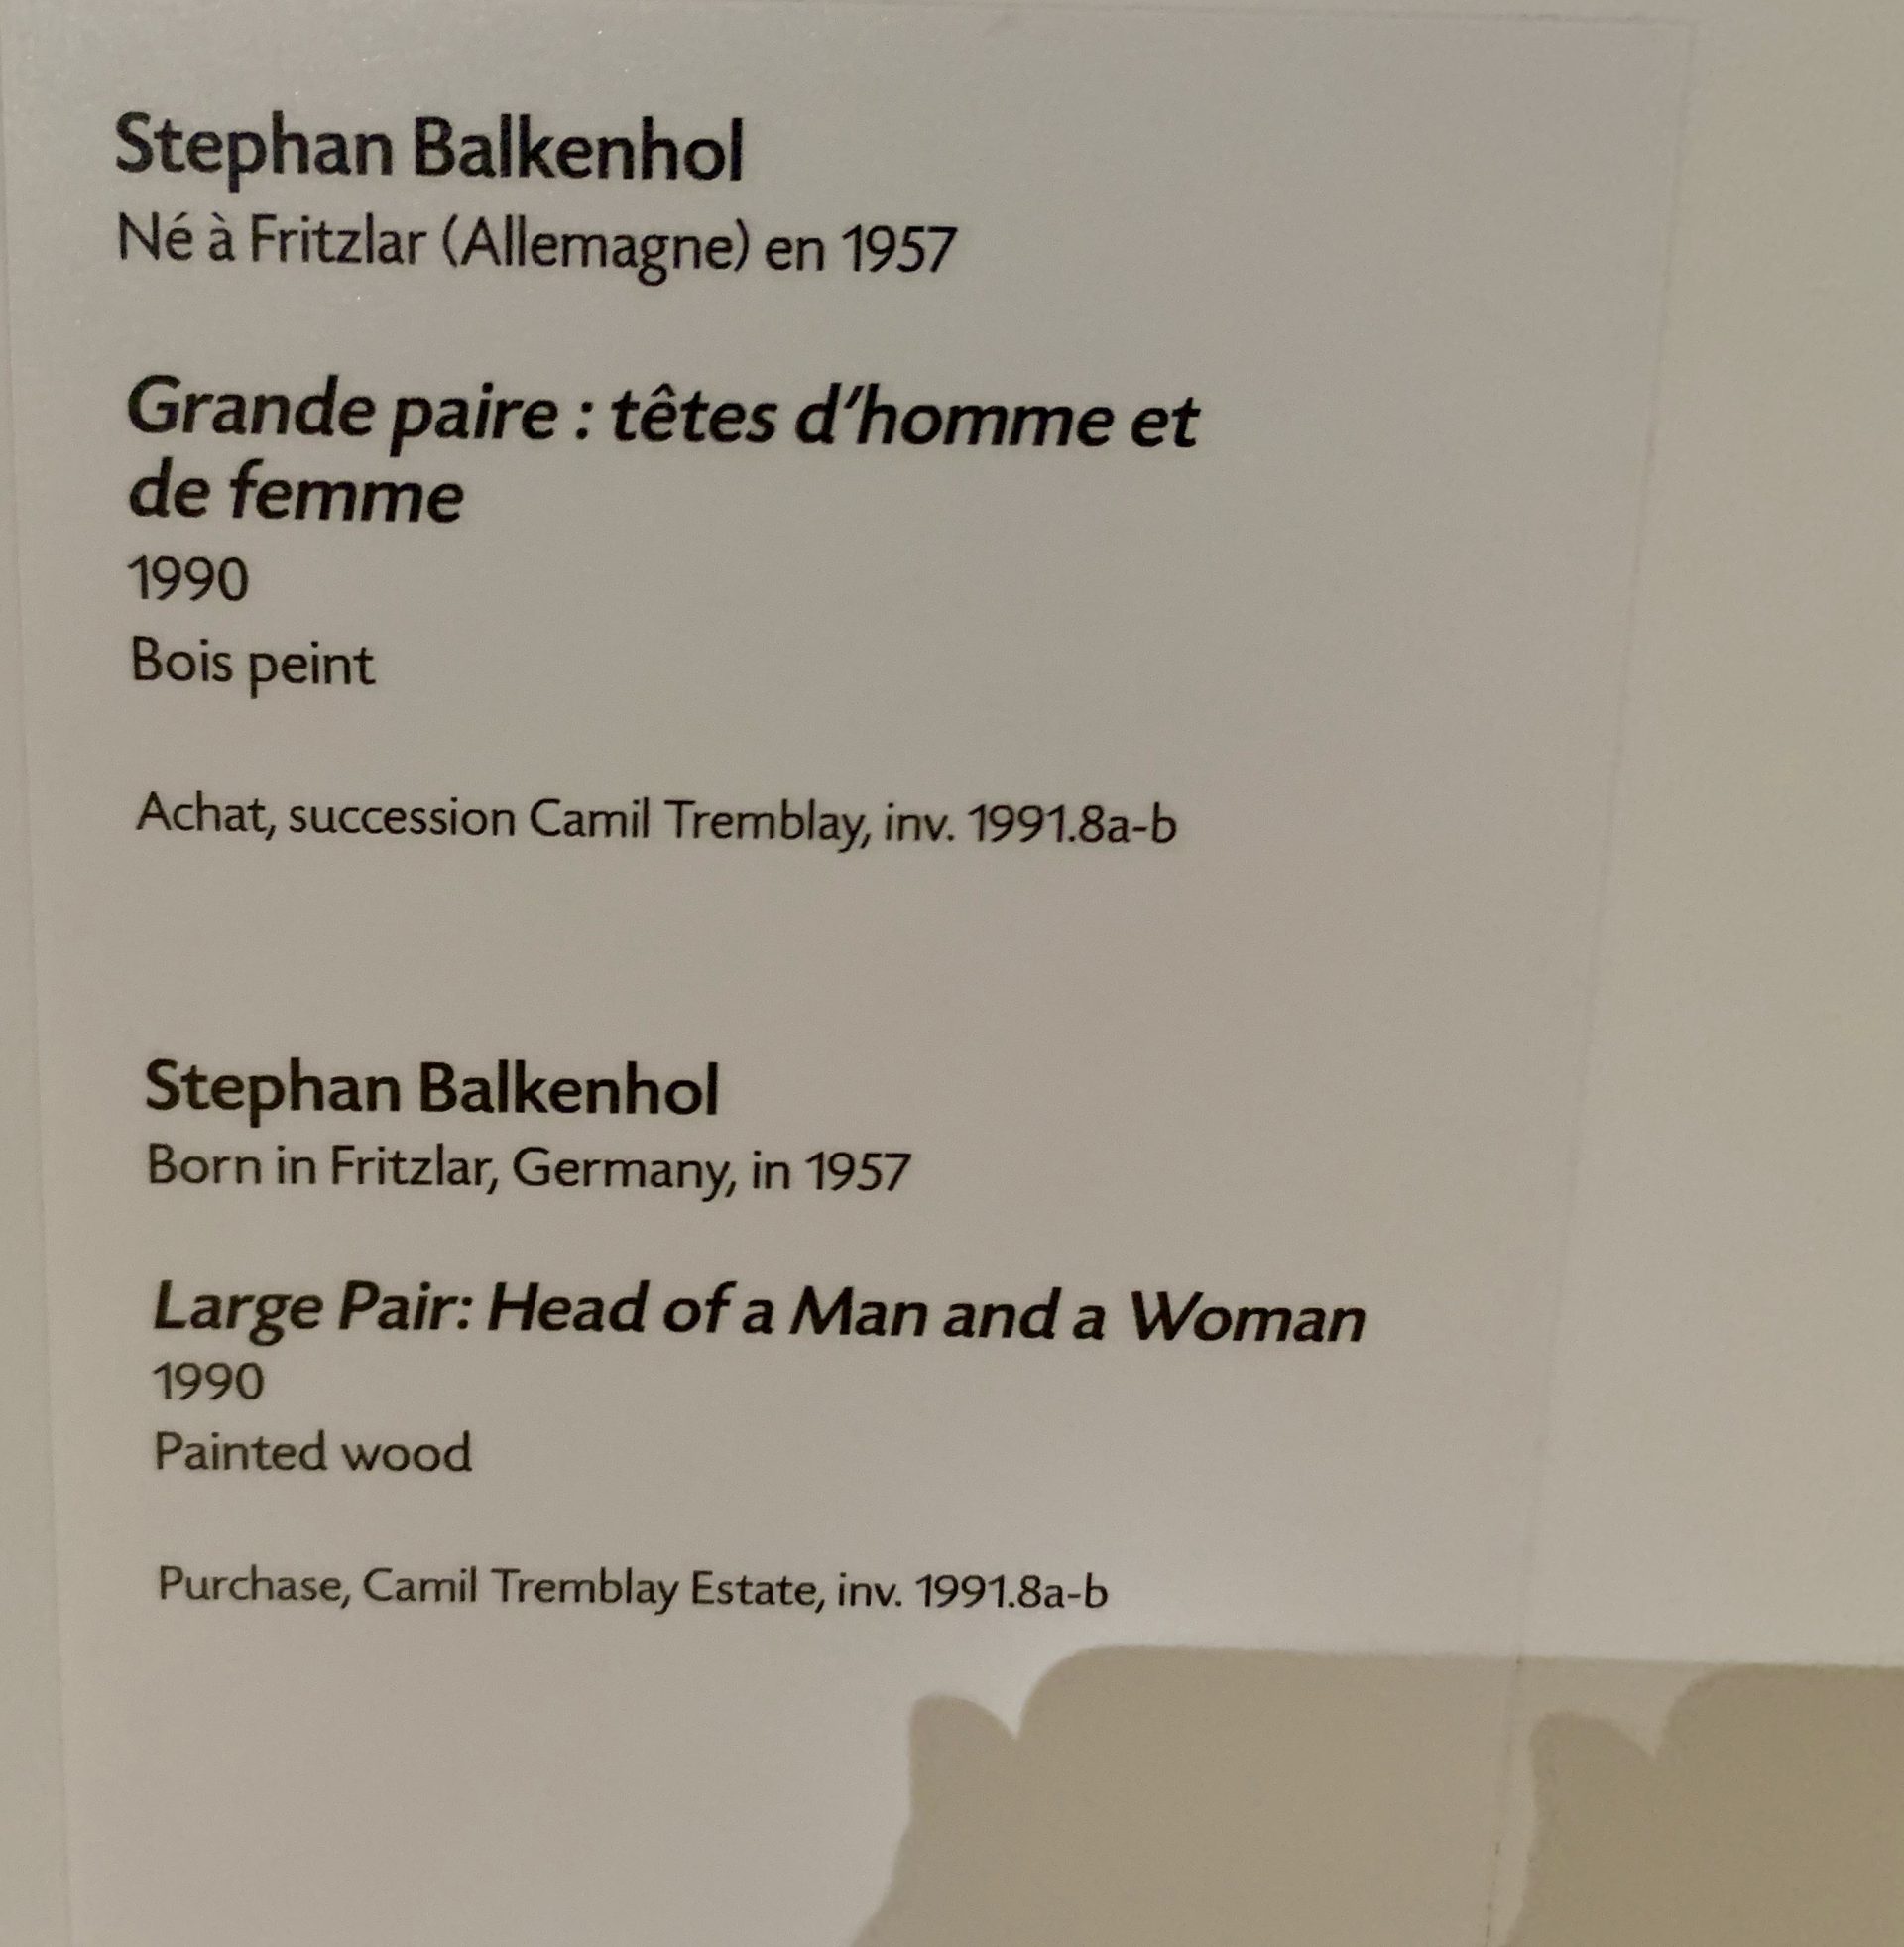 Stephan Balkenhol
Né à Fritzlar (Allemagne) en 1957
Grande paire : têtes d’homme et
de femme
1990
Bois peint
Achat, succession Camil Tremblay, inv. 1991.8a-b
Stephan Balkenhol
Born in Fritzlar, Germany, in 1957
Large Pair: Head of a Man and a Woman
1990
Painted wood
Purchase, Camil Tremblay Estate, inv. 1991.8a-b